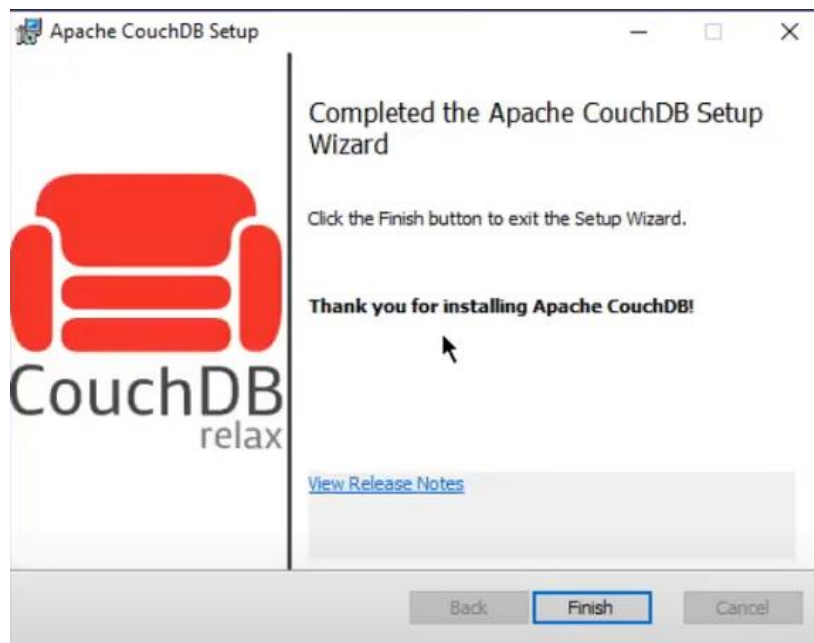 Apache CouchDB Setup
Completed the Apache CouchDB Setup
Wizard
Click the Finish button to exit the Setup Wizard.
Thank you for installing Apache CouchDB!
CouchDB
relax
View Release Notes
Back
Finish
Cancel